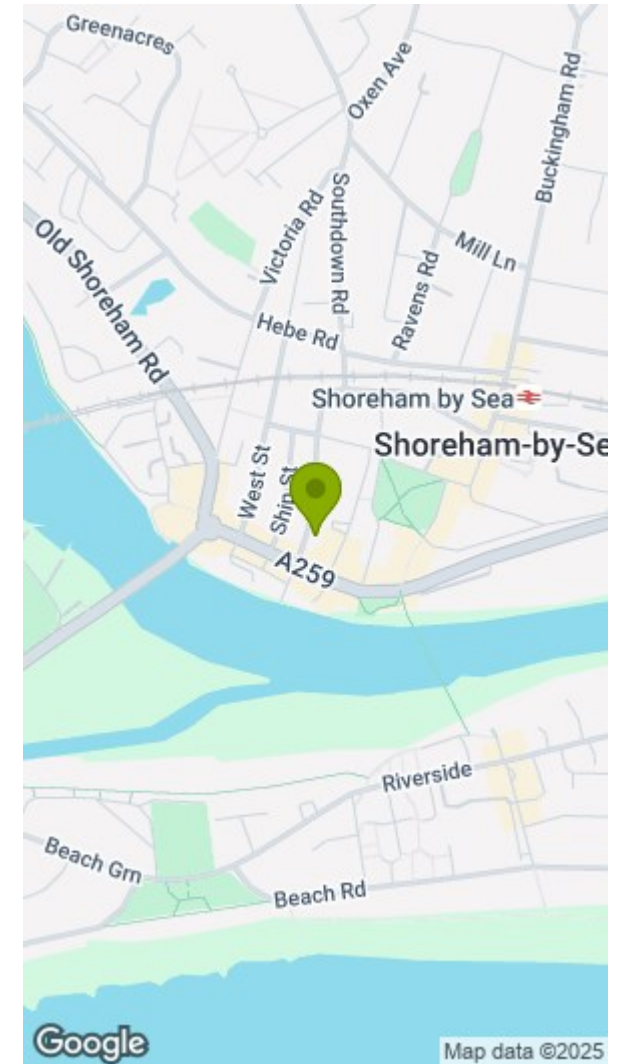 Greenacres
Oxen Ave
Buckingham Rd
Old Shoreham Rd
Victoria Rd
Southdown Rd
Ravens Rd
Mill Ln
Hebe Rd
Shoreham by Sea
Shoreham-by-Se
West St
Ship St
A259
Riverside
Beach Grn
Beach Rd
Google
Map data ©2025